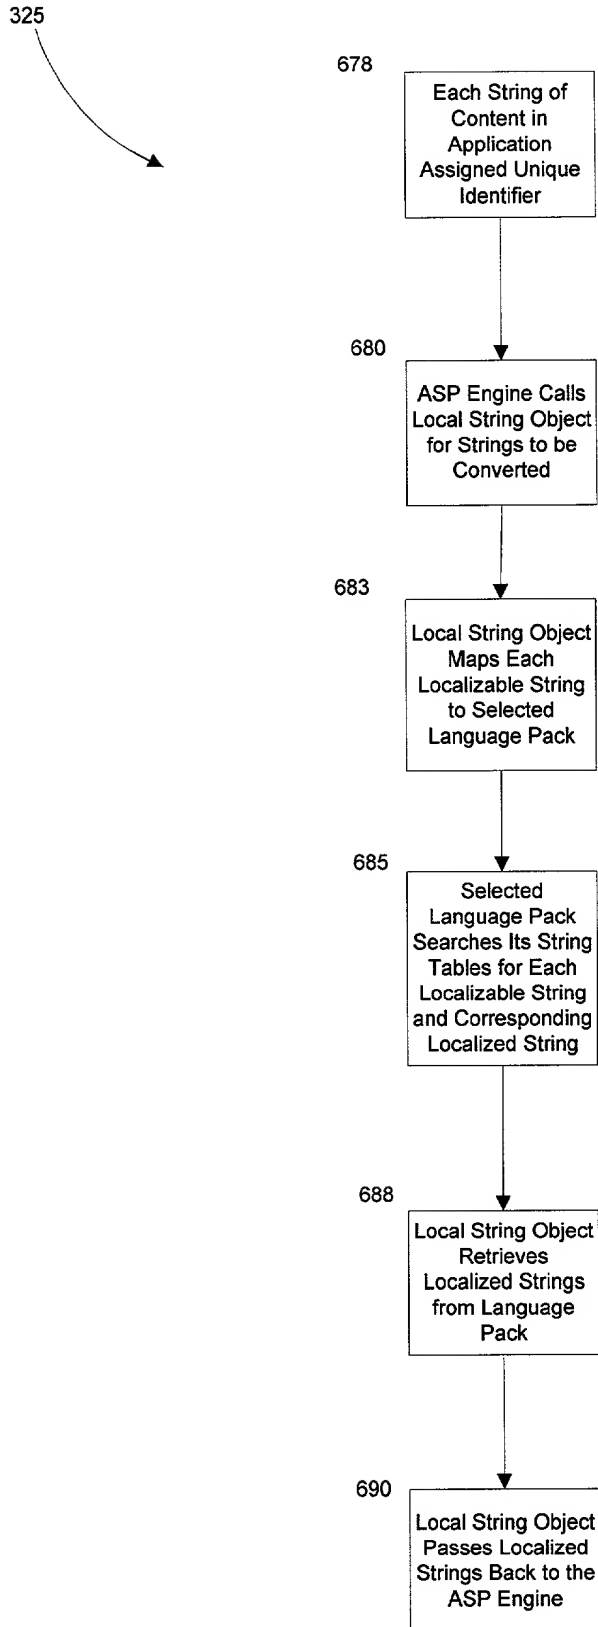 325
678
Each String of
Content in
Application
Assigned Unique
Identifier
680
ASP Engine Calls
Local String Object
for Strings to be
Converted
683
Local String Object
Maps Each
Localizable String
to Selected
Language Pack
685
Selected
Language Pack
Searches Its String
Tables for Each
Localizable String
and Corresponding
Localized String
688
Local String Object
Retrieves
Localized Strings
from Language
Pack
690
Local String Object
Passes Localized
Strings Back to the
ASP Engine